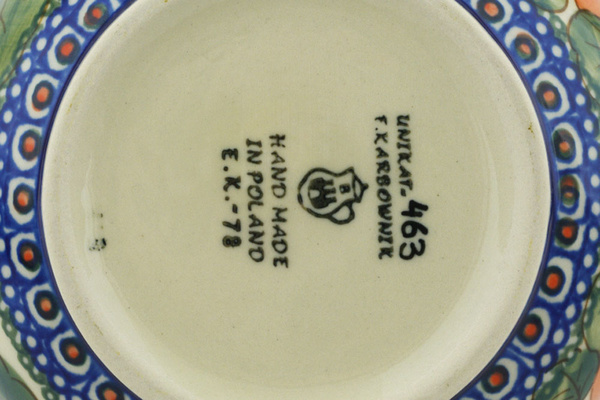 UNIKAT-463
F.KARBOWNIK
HAND MADE
IN POLAND
E.K.-78